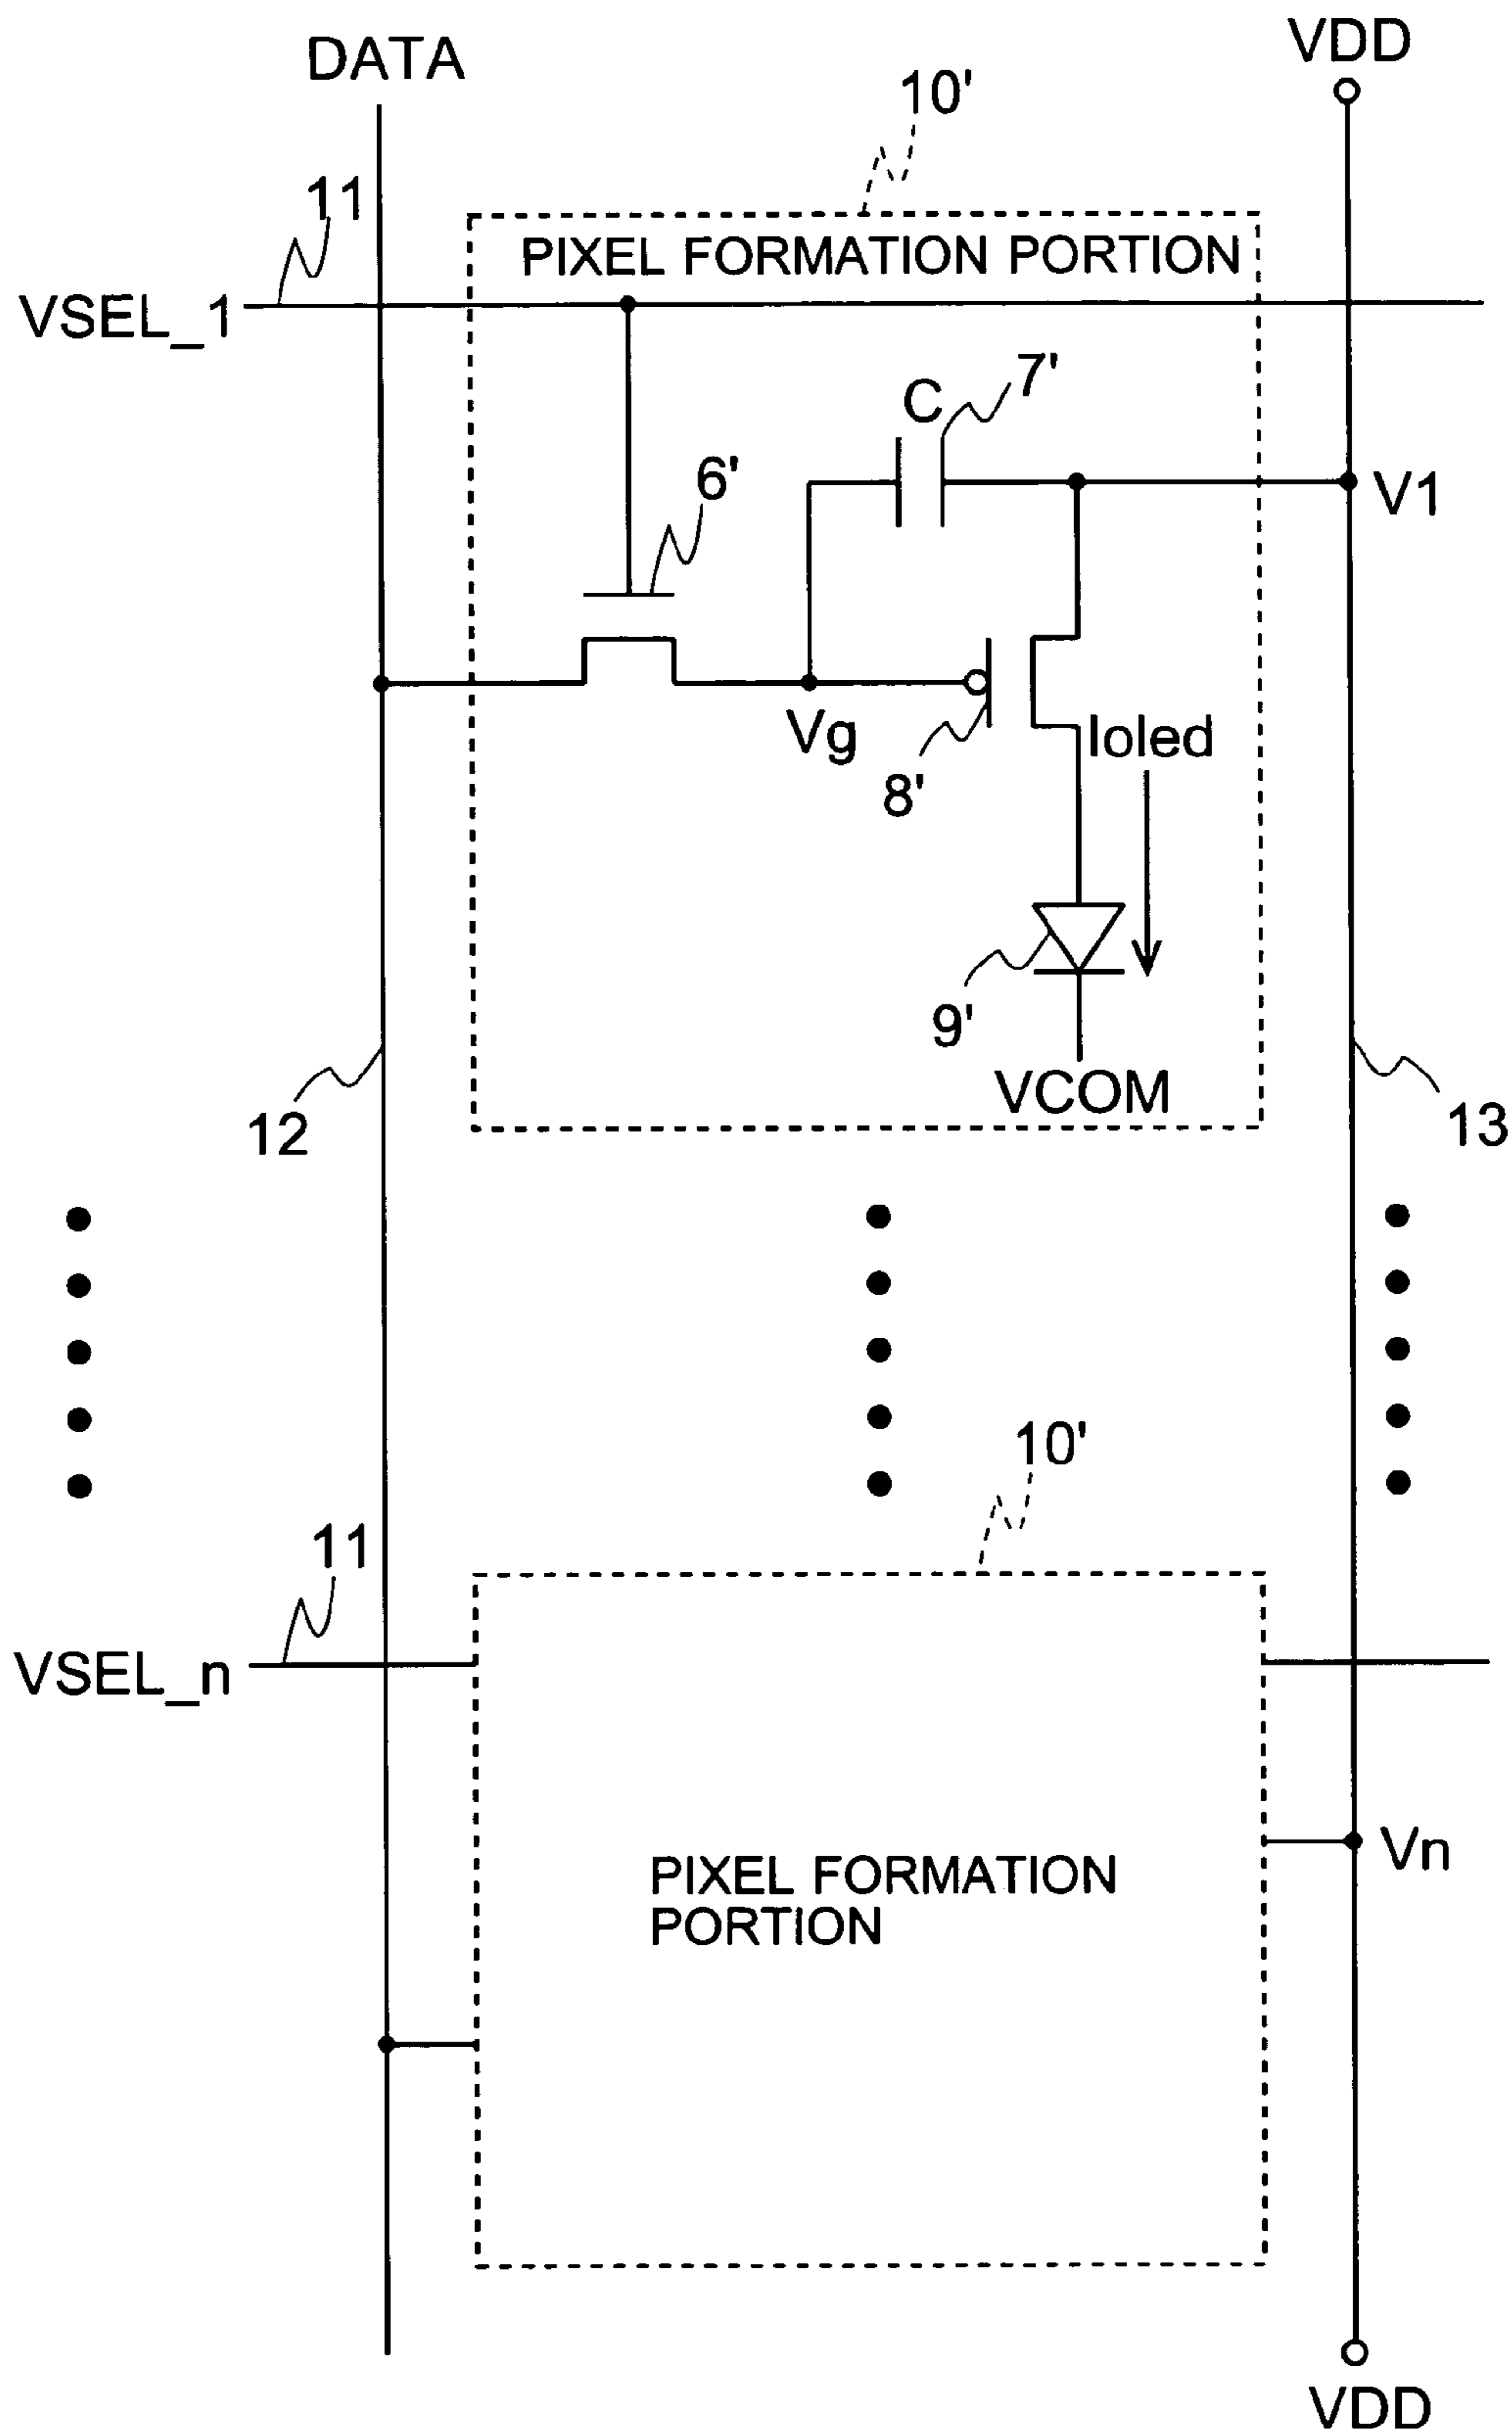 DATA
VDD
10'
11
PIXEL FORMATION PORTION
VSEL_1
C
7'
6'
V1
Vg
Ioled
8'
9'
VCOM
12
13
10'
11
VSEL_n
Vn
PIXEL FORMATION
PORTION
VDD